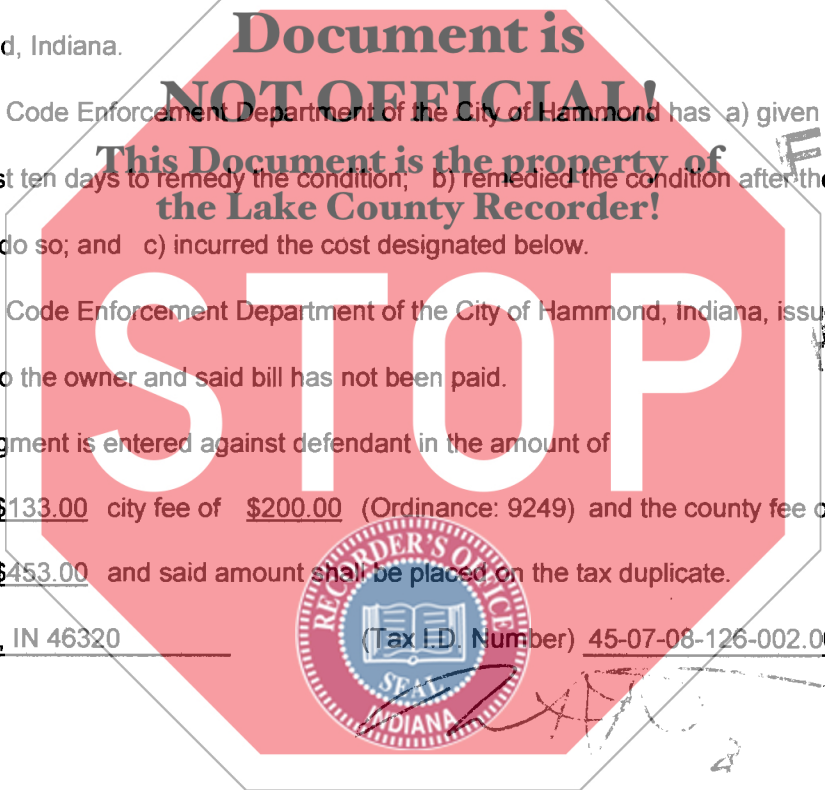 Document is
d, Indiana.
NOT OFFICIAL!
Code Enforcement Department of the City of Hammond has a) given
This Document is the property of
t ten days to remedy the condition; b) remedied the condition after the
the Lake County Recorder!
do so; and c) incurred the cost designated below.
STOP
Code Enforcement Department of the City of Hammond, Indiana, issu
o the owner and said bill has not been paid.
gment is entered against defendant in the amount of
$133.00 city fee of $200.00 (Ordinance: 9249) and the county fee o
$453.00 and said amount shall be placed on the tax duplicate.
, IN 46320 (Tax I.D. Number) 45-07-08-126-002.0
RECORDER'S OFFICE
SEAL
INDIANA